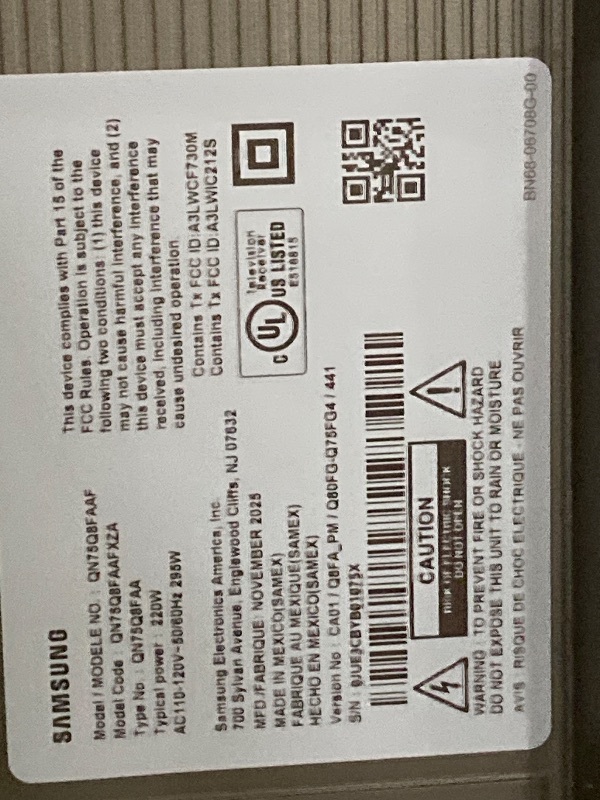 SAMSUNG
Model / MODELE NO. : QN75Q8FAAF
Model Code : QN75Q8FAAFXZA
Type No : QN75Q8FAA
Typical power : 220W
AC110-120V~50/60Hz 295W
Samsung Electronics America, Inc.
700 Sylvan Avenue, Englewood Cliffs, NJ 07632
MFD /FABRIQUE: NOVEMBER 2025
MADE IN MEXICO(SAMEX)
FABRIQUE AU MEXIQUE(SAMEX)
HECHO EN MEXICO(SAMEX)
Version No : CA01 / Q8FA_PM / Q80FG-Q75FG4 / 441
S/N :
This device complies with Part 15 of the
FCC Rules. Operation is subject to the
following two conditions: (1) this device
may not cause harmful interference, and (2)
this device must accept any interference
received, including interference that may
cause undesired operation.
Contains Tx FCC ID:A3LWCF730M
Contains Tx FCC ID:A3LWIC212S
c UL US LISTED
Television
Receiver
E510815
CAUTION
RISK OF ELECTRIC SHOCK
DO NOT OPEN
WARNING : TO PREVENT FIRE OR SHOCK HAZARD
DO NOT EXPOSE THIS UNIT TO RAIN OR MOISTURE
AVIS : RISQUE DE CHOC ELECTRIQUE - NE PAS OUVRIR
BN68-06708G-00